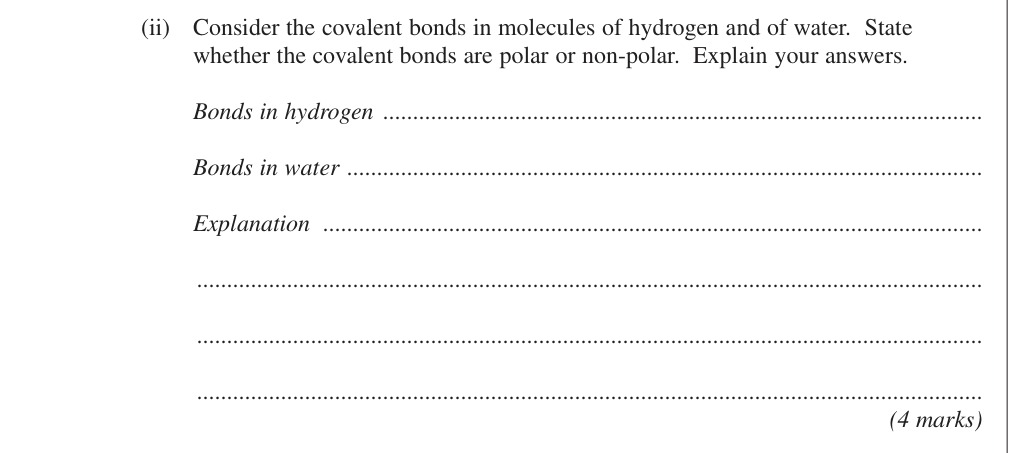 (ii) Consider the covalent bonds in molecules of hydrogen and of water. State
whether the covalent bonds are polar or non-polar. Explain your answers.
Bonds in hydrogen ....................................................................................................
Bonds in water ..........................................................................................................
Explanation ..............................................................................................................
...................................................................................................................................
...................................................................................................................................
...................................................................................................................................
(4 marks)